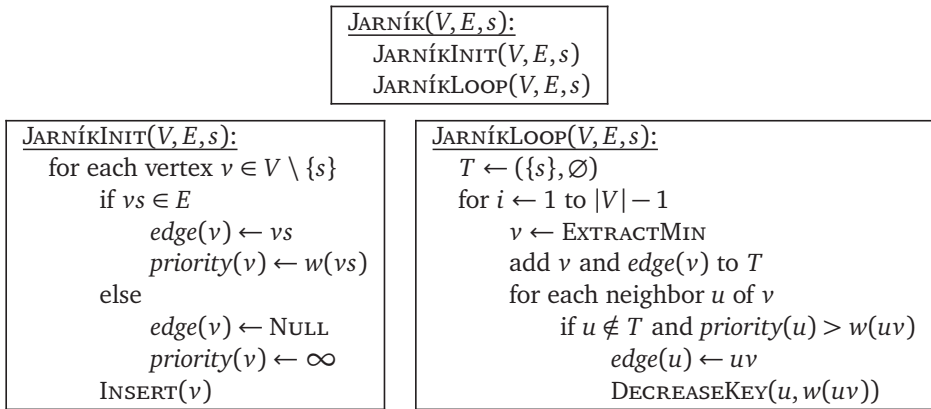 JARNÍK(V, E, s):
JARNÍKINIT(V, E, s)
JARNÍKLOOP(V, E, s)
JARNÍKINIT(V, E, s):
for each vertex v ∈ V \ {s}
if vs ∈ E
edge(v) ← vs
priority(v) ← w(vs)
else
edge(v) ← NULL
priority(v) ← ∞
INSERT(v)
JARNÍKLOOP(V, E, s):
T ← ({s}, ∅)
for i ← 1 to |V| − 1
v ← EXTRACTMIN
add v and edge(v) to T
for each neighbor u of v
if u ∉ T and priority(u) > w(uv)
edge(u) ← uv
DECREASEKEY(u, w(uv))